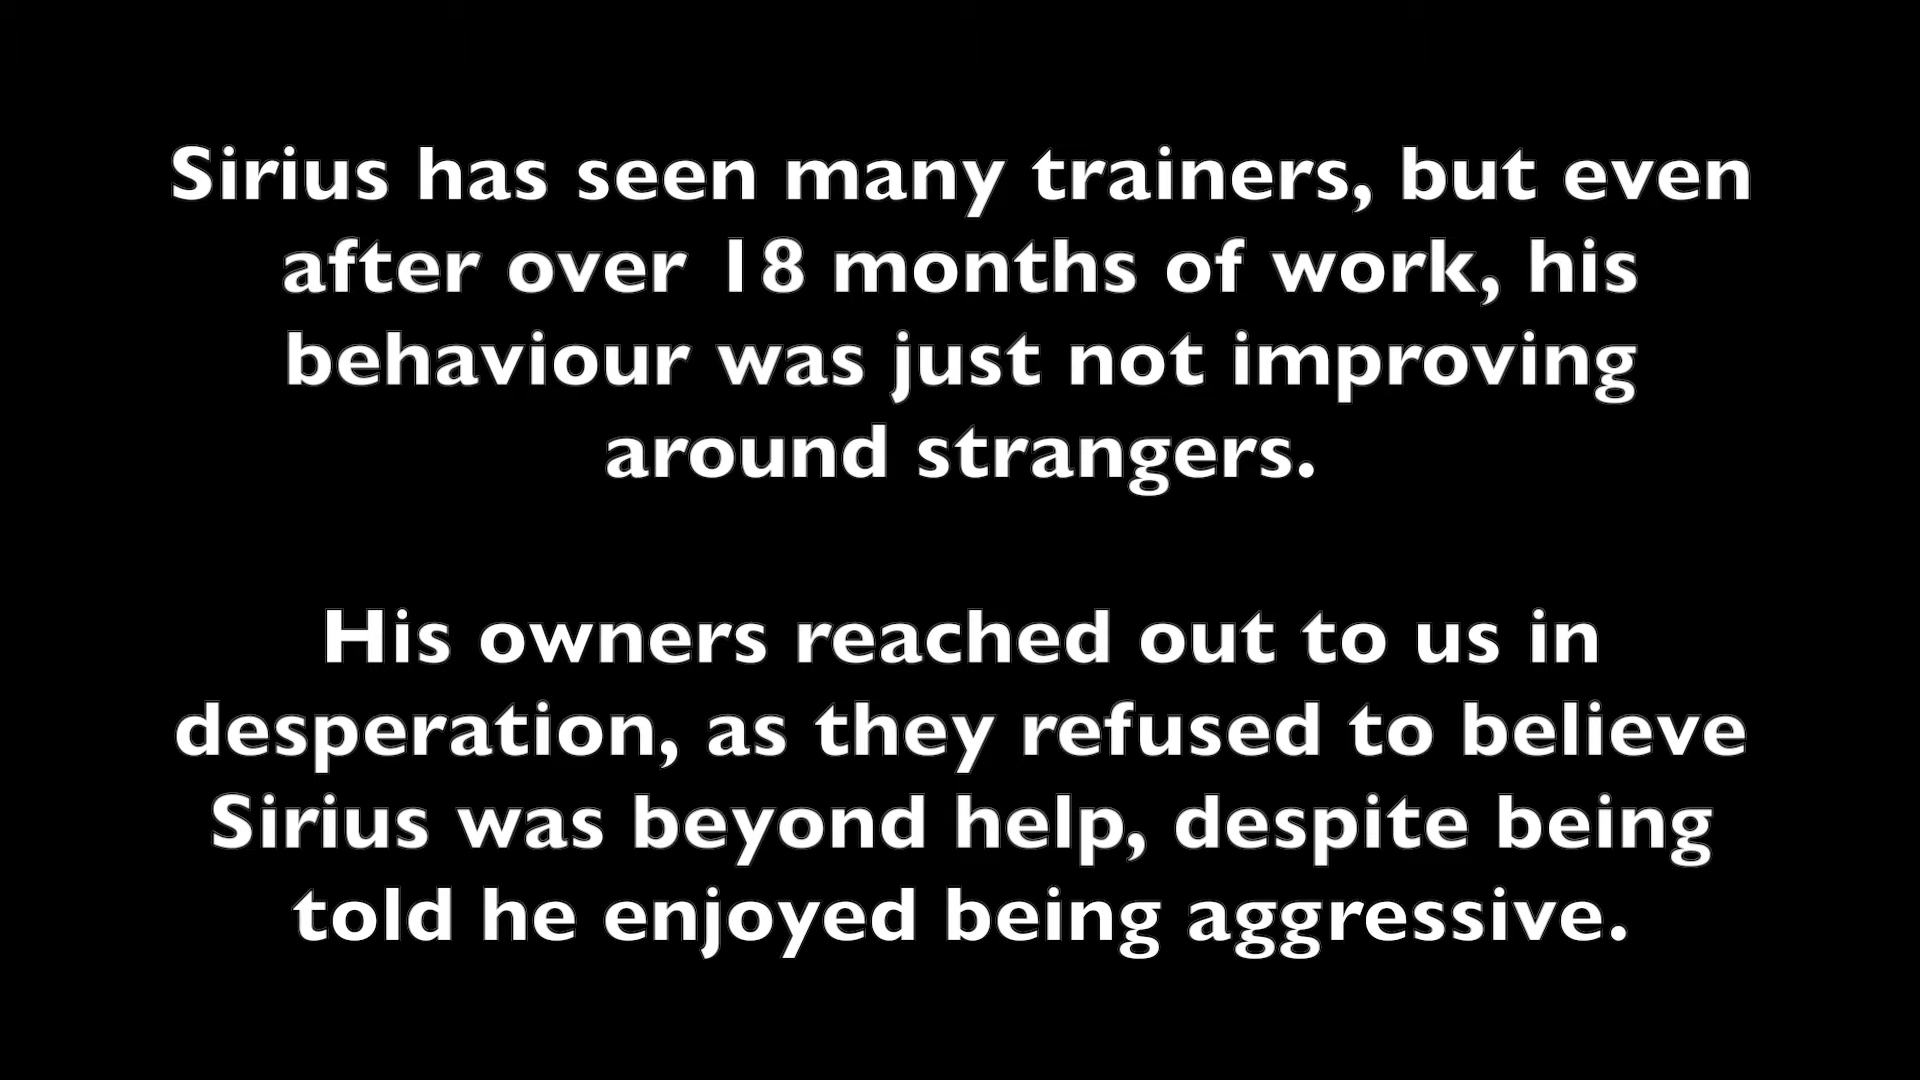 Sirius has seen many trainers, but even
after over 18 months of work, his
behaviour was just not improving
around strangers.
His owners reached out to us in
desperation, as they refused to believe
Sirius was beyond help, despite being
told he enjoyed being aggressive.